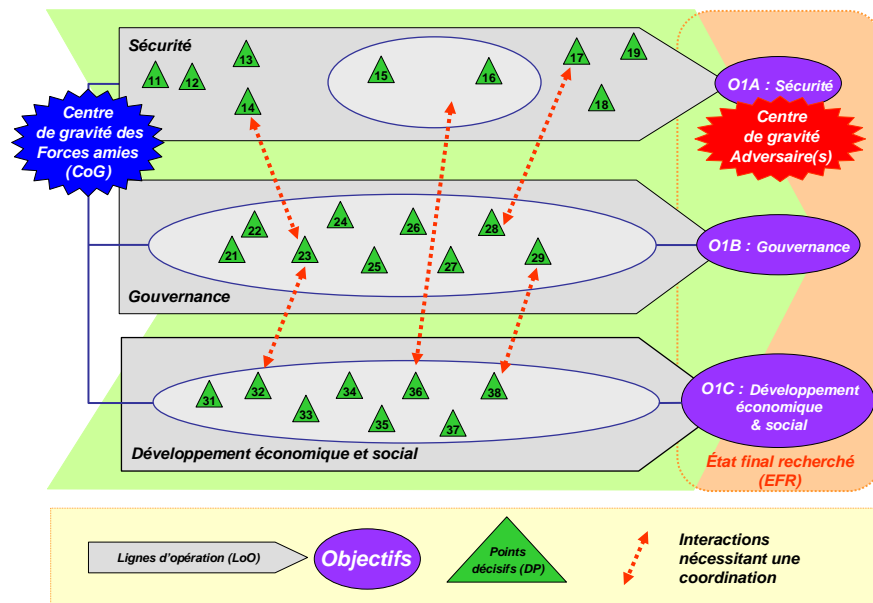 Sécurité
11
12
13
14
15
16
17
18
19
O1A : Sécurité
Centre
de gravité des
Forces amies
(CoG)
Centre
de gravité
Adversaire(s)
21
22
23
24
25
26
27
28
29
O1B : Gouvernance
Gouvernance
31
32
33
34
35
36
37
38
O1C : Développement
économique
& social
Développement économique et social
État final recherché
(EFR)
Lignes d'opération (LoO)
Objectifs
Points
décisifs (DP)
Interactions
nécessitant une
coordination